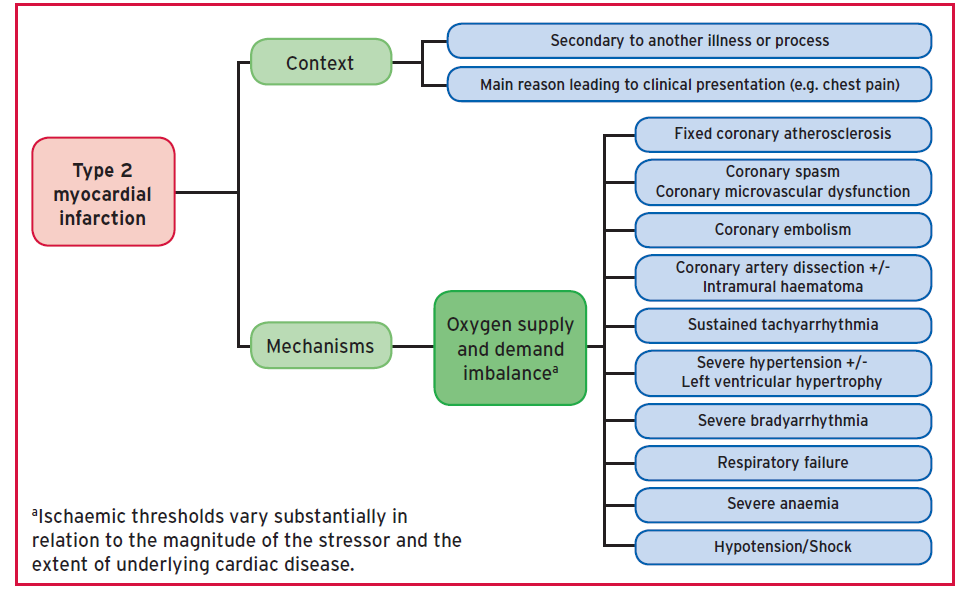 Context
Secondary to another illness or process
Main reason leading to clinical presentation (e.g. chest pain)
Type 2
myocardial
infarction
Mechanisms
Oxygen supply
and demand
imbalanceᵃ
Fixed coronary atherosclerosis
Coronary spasm
Coronary microvascular dysfunction
Coronary embolism
Coronary artery dissection +/-
Intramural haematoma
Sustained tachyarrhythmia
Severe hypertension +/-
Left ventricular hypertrophy
Severe bradyarrhythmia
Respiratory failure
Severe anaemia
Hypotension/Shock
ᵃIschaemic thresholds vary substantially in
relation to the magnitude of the stressor and the
extent of underlying cardiac disease.